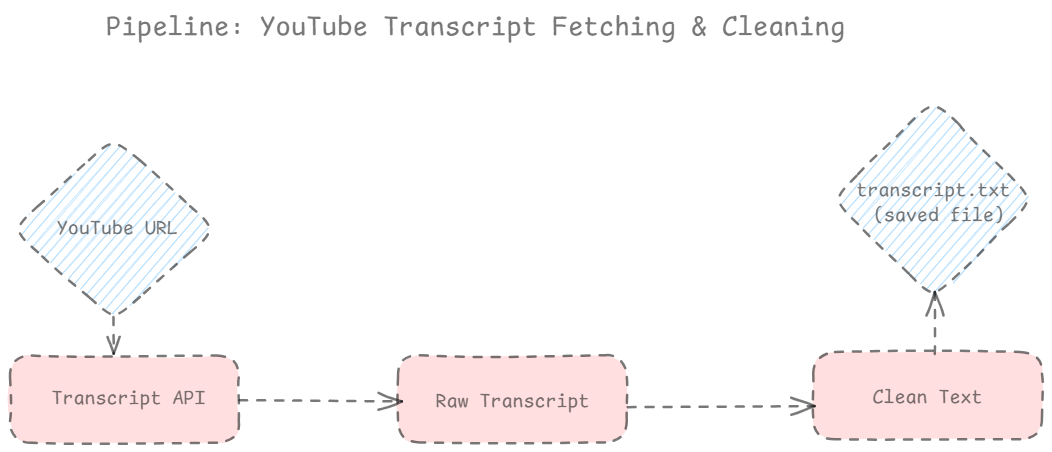 Pipeline: YouTube Transcript Fetching & Cleaning
YouTube URL
transcript.txt
(saved file)
Transcript API
Raw Transcript
Clean Text